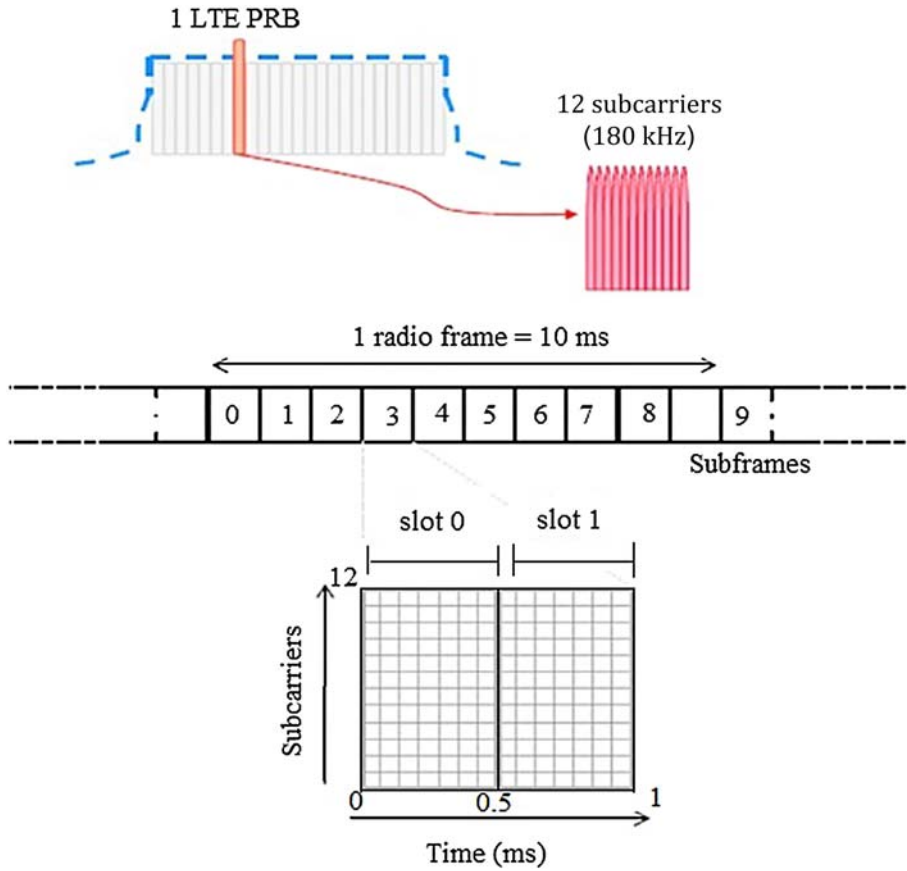 1 LTE PRB
12 subcarriers
(180 kHz)
1 radio frame = 10 ms
0 1 2 3 4 5 6 7 8 9
Subframes
slot 0 slot 1
12
Subcarriers
0 0.5 1
Time (ms)